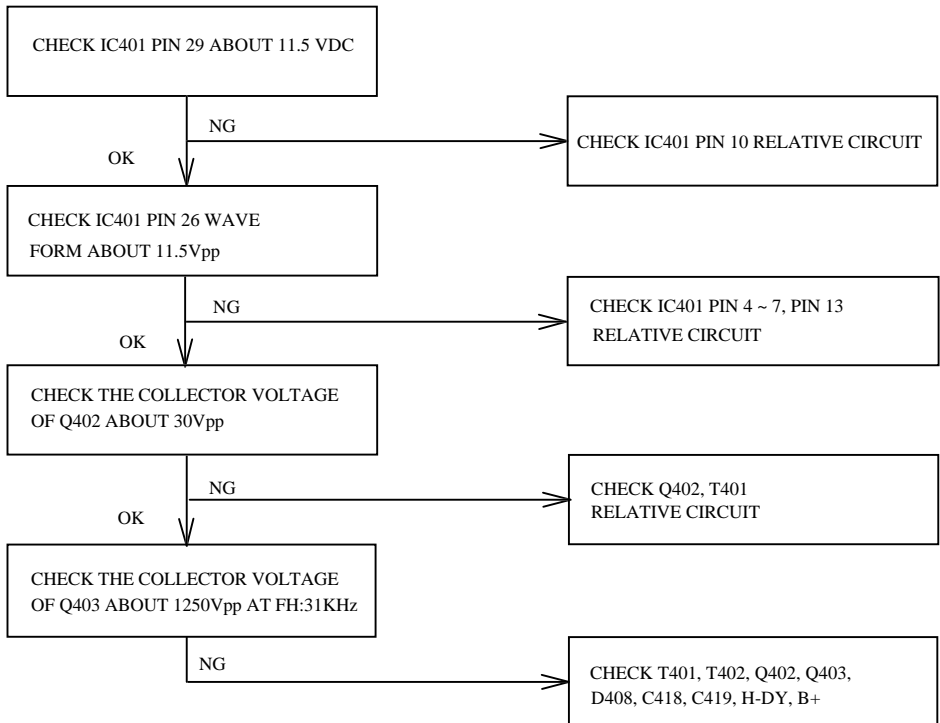 CHECK IC401 PIN 29 ABOUT 11.5 VDC
NG
CHECK IC401 PIN 10 RELATIVE CIRCUIT
OK
CHECK IC401 PIN 26 WAVE
FORM ABOUT 11.5Vpp
NG
CHECK IC401 PIN 4 ~ 7, PIN 13
RELATIVE CIRCUIT
OK
CHECK THE COLLECTOR VOLTAGE
OF Q402 ABOUT 30Vpp
NG
CHECK Q402, T401
RELATIVE CIRCUIT
OK
CHECK THE COLLECTOR VOLTAGE
OF Q403 ABOUT 1250Vpp AT FH:31KHz
NG
CHECK T401, T402, Q402, Q403,
D408, C418, C419, H-DY, B+